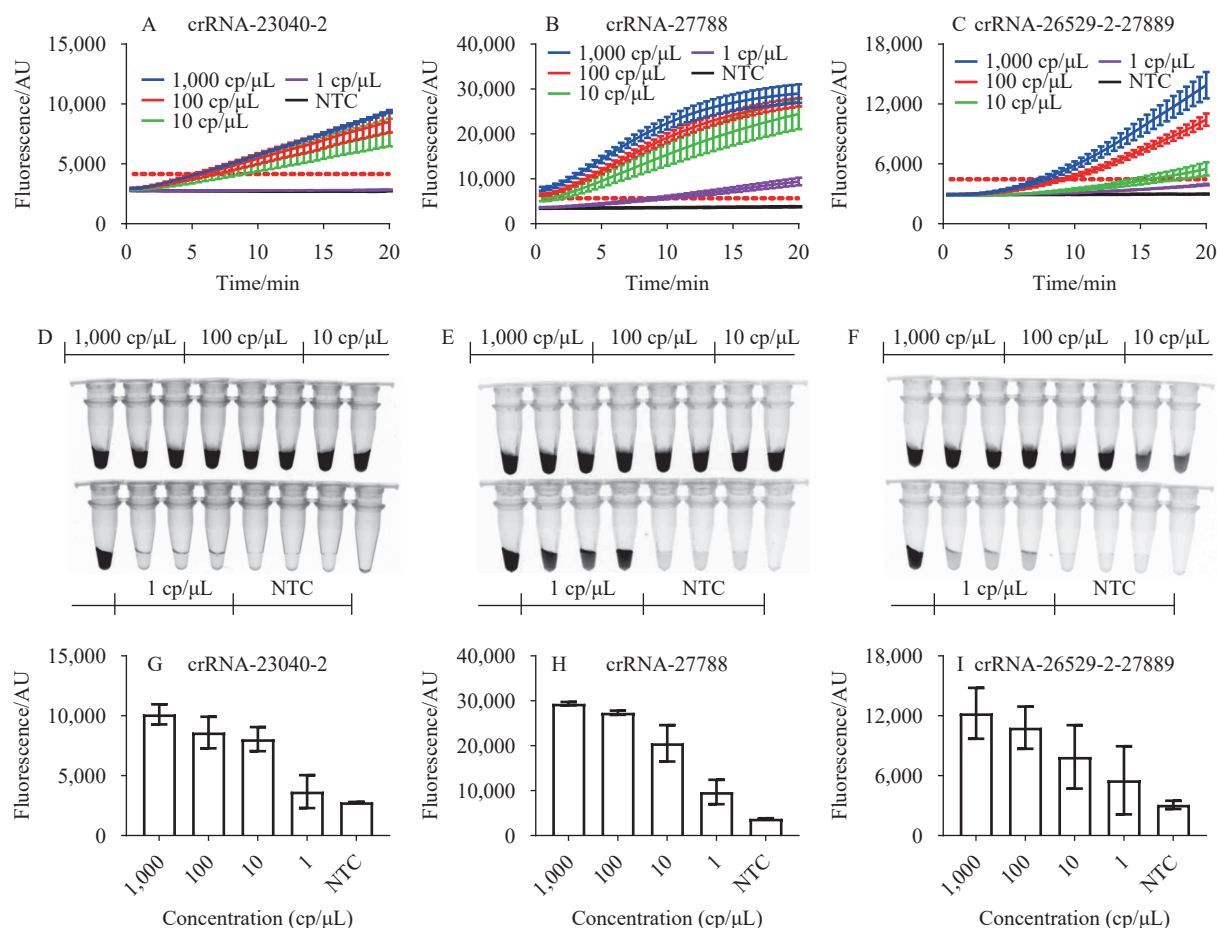 A crRNA-23040-2
15,000
10,000
5,000
0
Fluorescence/AU
1,000 cp/μL
100 cp/μL
10 cp/μL
1 cp/μL
NTC
0 5 10 15 20
Time/min
B crRNA-27788
40,000
30,000
20,000
10,000
0
Fluorescence/AU
1,000 cp/μL
100 cp/μL
10 cp/μL
1 cp/μL
NTC
0 5 10 15 20
Time/min
C crRNA-26529-2-27889
18,000
12,000
6,000
0
Fluorescence/AU
1,000 cp/μL
100 cp/μL
10 cp/μL
1 cp/μL
NTC
0 5 10 15 20
Time/min
D 1,000 cp/μL 100 cp/μL 10 cp/μL
1 cp/μL NTC
E 1,000 cp/μL 100 cp/μL 10 cp/μL
1 cp/μL NTC
F 1,000 cp/μL 100 cp/μL 10 cp/μL
1 cp/μL NTC
G crRNA-23040-2
15,000
10,000
5,000
0
Fluorescence/AU
1,000 100 10 1 NTC
Concentration (cp/μL)
H crRNA-27788
40,000
30,000
20,000
10,000
0
Fluorescence/AU
1,000 100 10 1 NTC
Concentration (cp/μL)
I crRNA-26529-2-27889
18,000
12,000
6,000
0
Fluorescence/AU
1,000 100 10 1 NTC
Concentration (cp/μL)